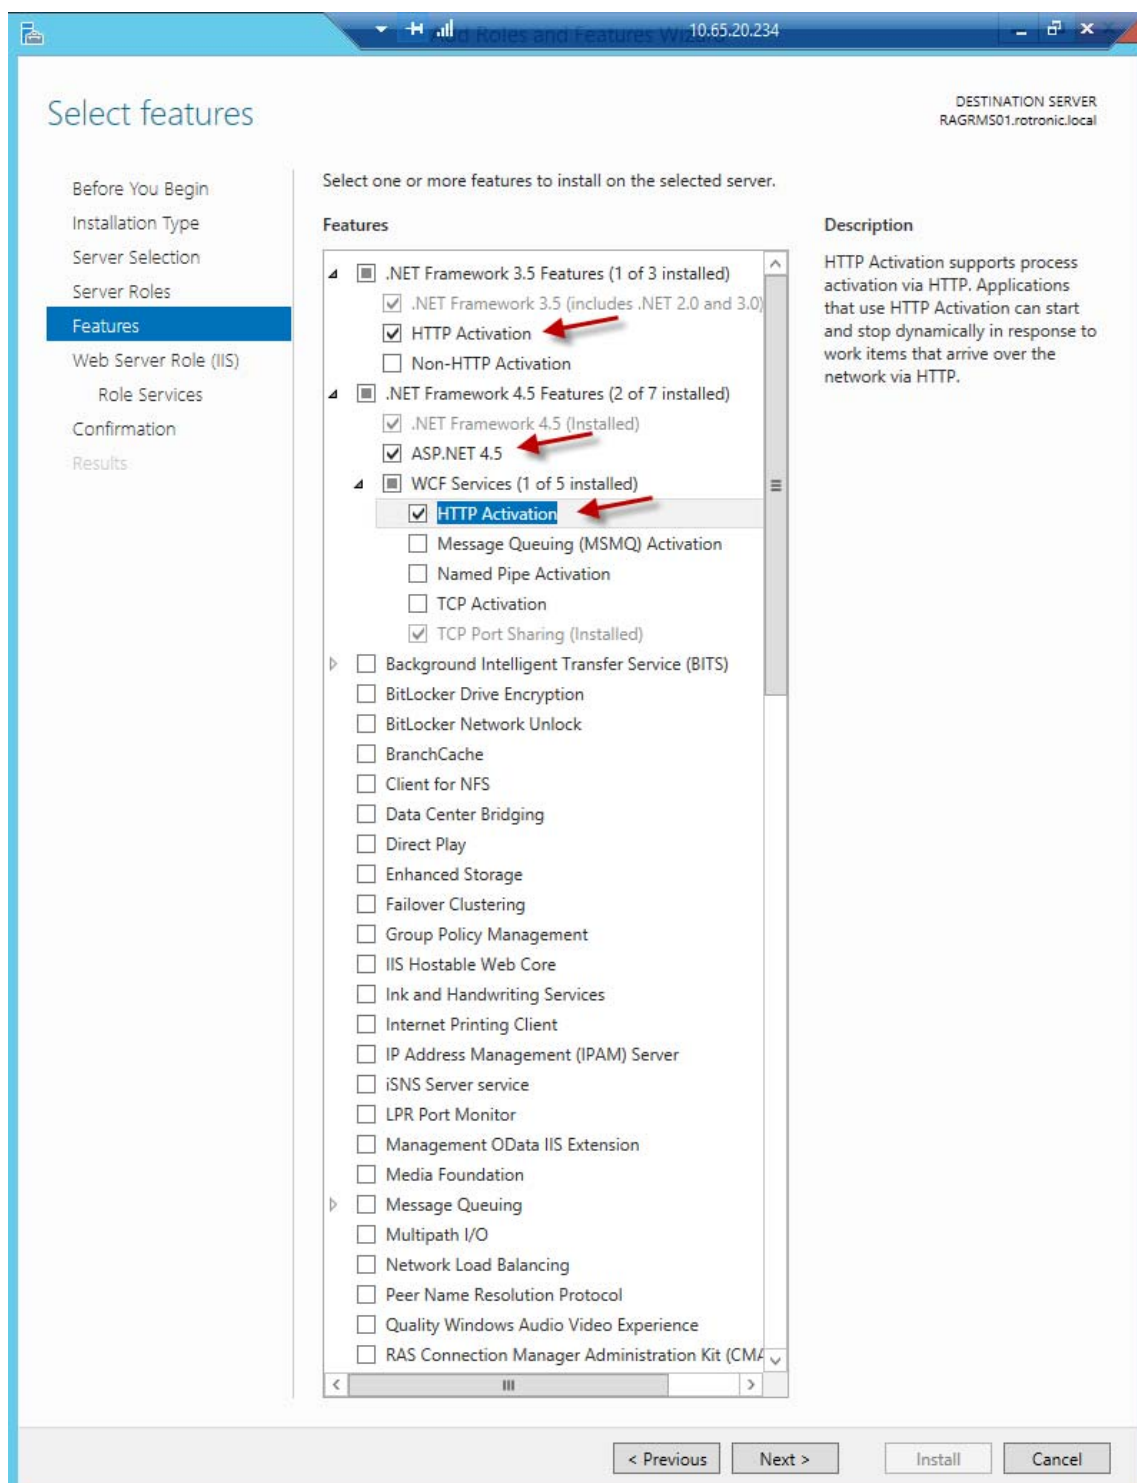 Add Roles and Features Wizard
10.65.20.234
Select features
DESTINATION SERVER
RAGRMS01.rotronic.local
Before You Begin
Installation Type
Server Selection
Server Roles
Features
Web Server Role (IIS)
Role Services
Confirmation
Results
Select one or more features to install on the selected server.
Features
.NET Framework 3.5 Features (1 of 3 installed)
.NET Framework 3.5 (includes .NET 2.0 and 3.0)
HTTP Activation
Non-HTTP Activation
.NET Framework 4.5 Features (2 of 7 installed)
.NET Framework 4.5 (Installed)
ASP.NET 4.5
WCF Services (1 of 5 installed)
HTTP Activation
Message Queuing (MSMQ) Activation
Named Pipe Activation
TCP Activation
TCP Port Sharing (Installed)
Background Intelligent Transfer Service (BITS)
BitLocker Drive Encryption
BitLocker Network Unlock
BranchCache
Client for NFS
Data Center Bridging
Direct Play
Enhanced Storage
Failover Clustering
Group Policy Management
IIS Hostable Web Core
Ink and Handwriting Services
Internet Printing Client
IP Address Management (IPAM) Server
iSNS Server service
LPR Port Monitor
Management OData IIS Extension
Media Foundation
Message Queuing
Multipath I/O
Network Load Balancing
Peer Name Resolution Protocol
Quality Windows Audio Video Experience
RAS Connection Manager Administration Kit (CMA
Description
HTTP Activation supports process
activation via HTTP. Applications
that use HTTP Activation can start
and stop dynamically in response to
work items that arrive over the
network via HTTP.
< Previous
Next >
Install
Cancel